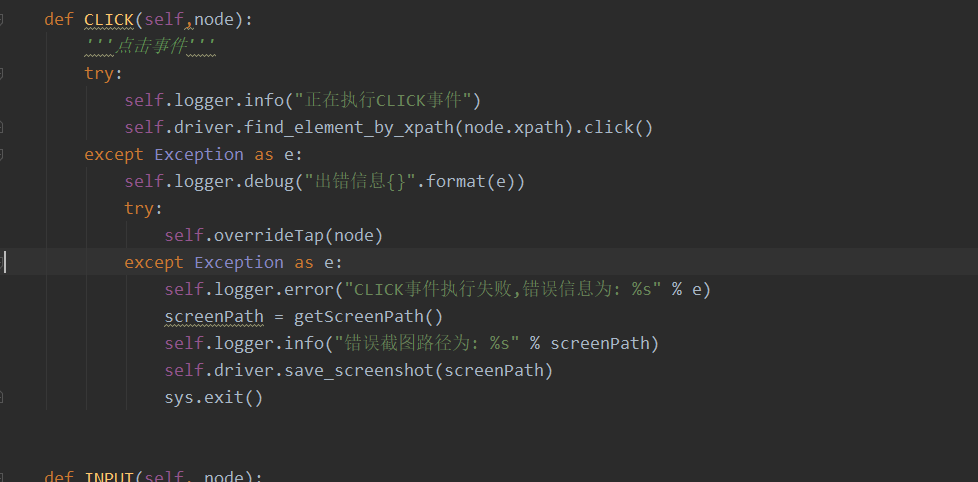 def CLICK(self,node):
    '''点击事件'''
    try:
        self.logger.info("正在执行CLICK事件")
        self.driver.find_element_by_xpath(node.xpath).click()
    except Exception as e:
        self.logger.debug("出错信息{}".format(e))
        try:
            self.overrideTap(node)
        except Exception as e:
            self.logger.error("CLICK事件执行失败,错误信息为: %s" % e)
            screenPath = getScreenPath()
            self.logger.info("错误截图路径为: %s" % screenPath)
            self.driver.save_screenshot(screenPath)
            sys.exit()
def INPUT(self, node):